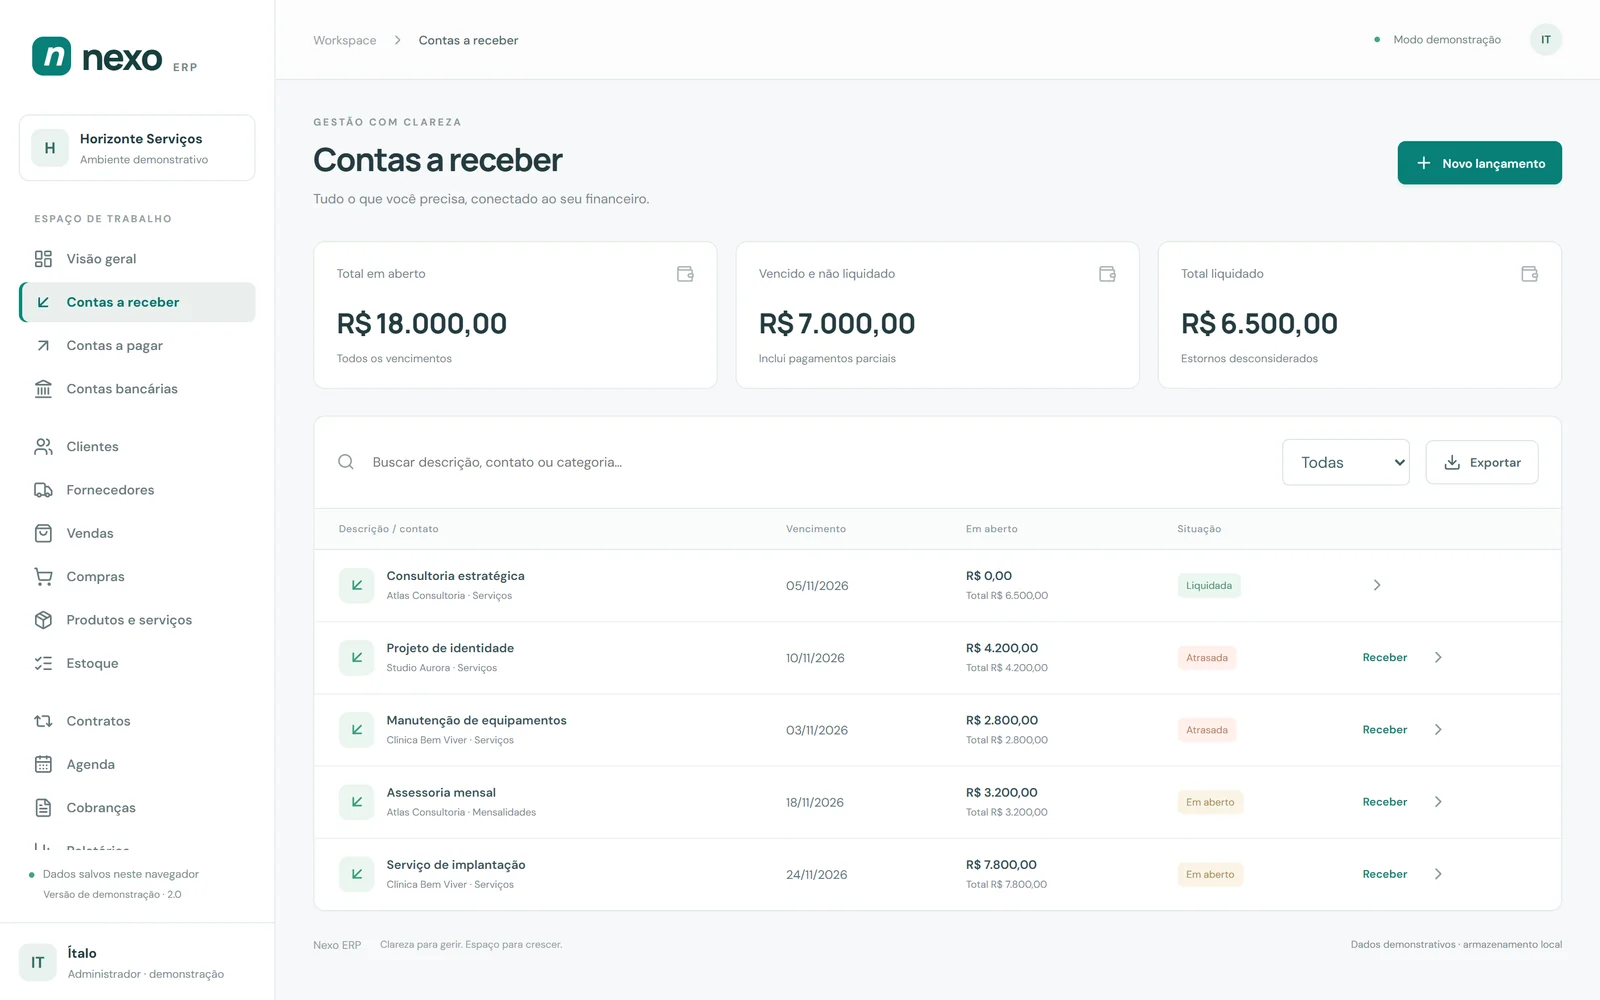 nexo ERP
H
Horizonte Serviços
Ambiente demonstrativo
ESPAÇO DE TRABALHO
Visão geral
Contas a receber
Contas a pagar
Contas bancárias
Clientes
Fornecedores
Vendas
Compras
Produtos e serviços
Estoque
Contratos
Agenda
Cobranças
Relatórios
Dados salvos neste navegador
Versão de demonstração · 2.0
IT
Ítalo
Administrador · demonstração
Workspace > Contas a receber
Modo demonstração
IT
GESTÃO COM CLAREZA
Contas a receber
Tudo o que você precisa, conectado ao seu financeiro.
Novo lançamento
Total em aberto
R$ 18.000,00
Todos os vencimentos
Vencido e não liquidado
R$ 7.000,00
Inclui pagamentos parciais
Total liquidado
R$ 6.500,00
Estornos desconsiderados
Buscar descrição, contato ou categoria...
Todas
Exportar
Descrição / contato Vencimento Em aberto Situação
Consultoria estratégica
Atlas Consultoria · Serviços
05/11/2026
R$ 0,00
Total R$ 6.500,00
Liquidada
Projeto de identidade
Studio Aurora · Serviços
10/11/2026
R$ 4.200,00
Total R$ 4.200,00
Atrasada
Receber
Manutenção de equipamentos
Clínica Bem Viver · Serviços
03/11/2026
R$ 2.800,00
Total R$ 2.800,00
Atrasada
Receber
Assessoria mensal
Atlas Consultoria · Mensalidades
18/11/2026
R$ 3.200,00
Total R$ 3.200,00
Em aberto
Receber
Serviço de implantação
Clínica Bem Viver · Serviços
24/11/2026
R$ 7.800,00
Total R$ 7.800,00
Em aberto
Receber
Nexo ERP
Clareza para gerir. Espaço para crescer.
Dados demonstrativos · armazenamento local